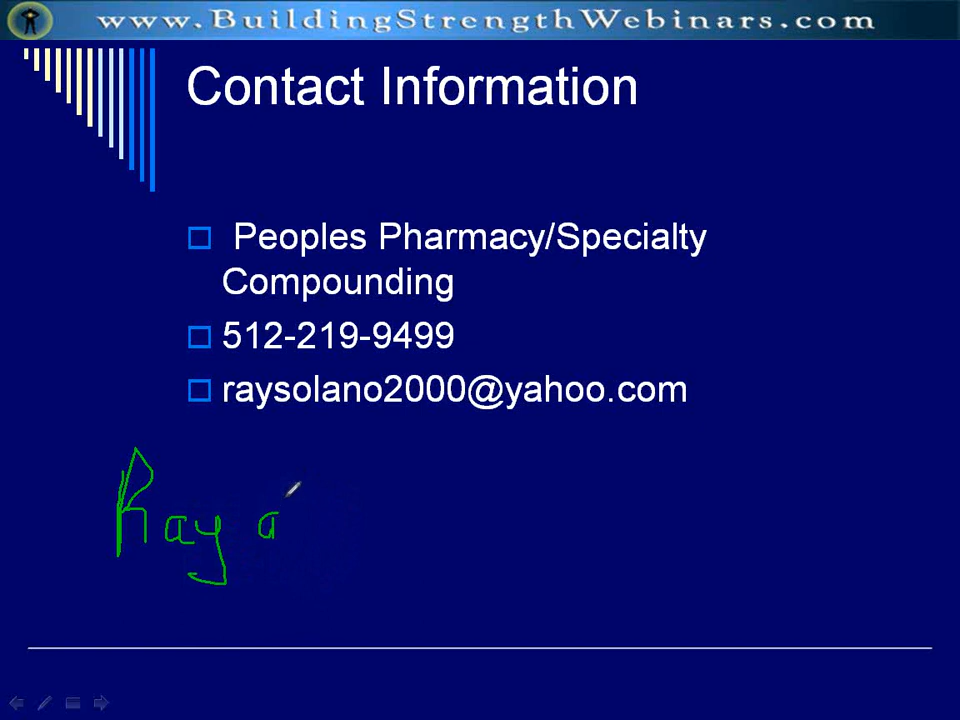 www.BuildingStrengthWebinars.com
Contact Information
Peoples Pharmacy/Specialty
Compounding
512-219-9499
raysolano2000@yahoo.com
Ray a